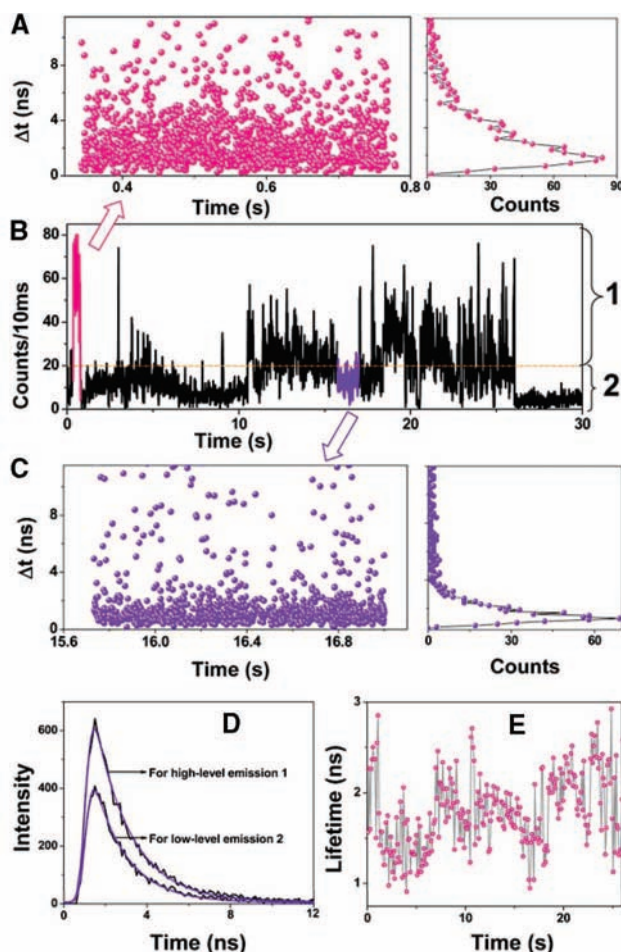 A
Δt (ns)
8
4
0
0.4
0.6
0.8
Time (s)
0
30
60
90
Counts
B
Counts/10ms
80
60
40
20
0
0
10
20
30
Time (s)
1
2
C
Δt (ns)
8
4
0
15.6
16.0
16.4
16.8
Time (s)
0
30
60
Counts
D
Intensity
600
400
200
0
0
4
8
12
Time (ns)
For high-level emission 1
For low-level emission 2
E
Lifetime (ns)
3
2
1
0
10
20
Time (s)